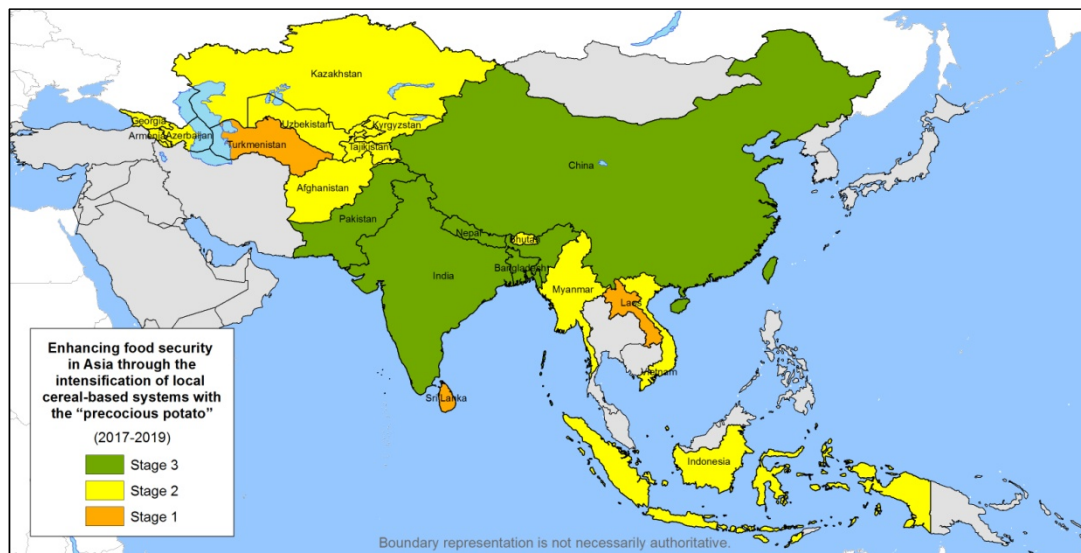 Kazakhstan
Georgia
Uzbekistan
Kyrgyzstan
Armenia
Azerbaijan
Turkmenistan
Tajikistan
China
Afghanistan
Pakistan
Nepal
Bhutan
Bangladesh
India
Myanmar
Laos
Vietnam
Sri Lanka
Indonesia
Enhancing food security
in Asia through the
intensification of local
cereal-based systems with
the “precocious potato”
(2017-2019)
Stage 3
Stage 2
Stage 1
Boundary representation is not necessarily authoritative.